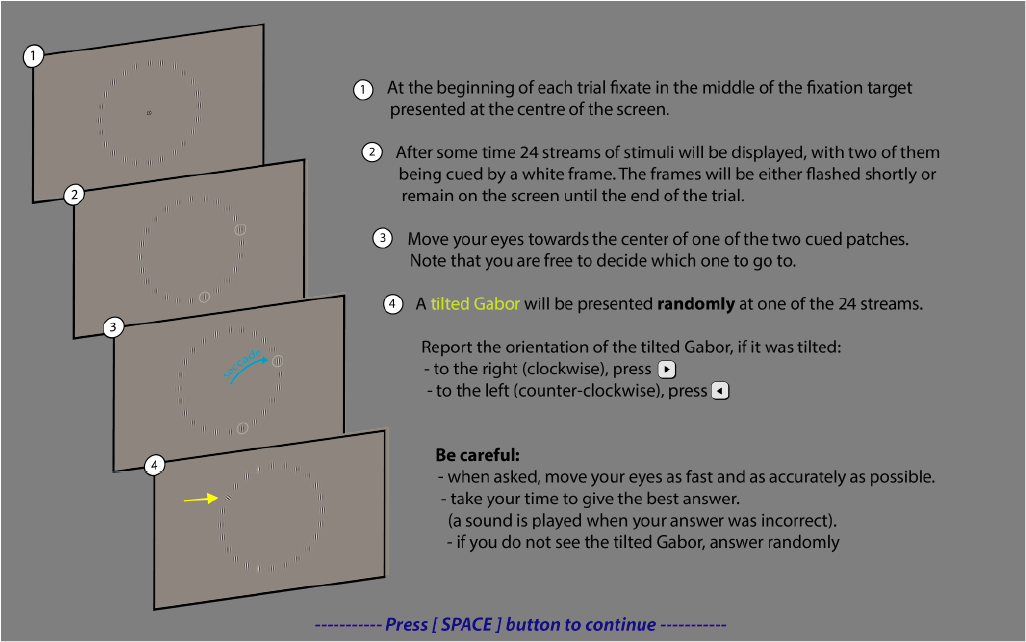 1
2
3
saccade
4
1 At the beginning of each trial fixate in the middle of the fixation target
presented at the centre of the screen.
2 After some time 24 streams of stimuli will be displayed, with two of them
being cued by a white frame. The frames will be either flashed shortly or
remain on the screen until the end of the trial.
3 Move your eyes towards the center of one of the two cued patches.
Note that you are free to decide which one to go to.
4 A tilted Gabor will be presented randomly at one of the 24 streams.
Report the orientation of the tilted Gabor, if it was tilted:
- to the right (clockwise), press
- to the left (counter-clockwise), press
Be careful:
- when asked, move your eyes as fast and as accurately as possible.
- take your time to give the best answer.
(a sound is played when your answer was incorrect).
- if you do not see the tilted Gabor, answer randomly
----------- Press [ SPACE ] button to continue -----------